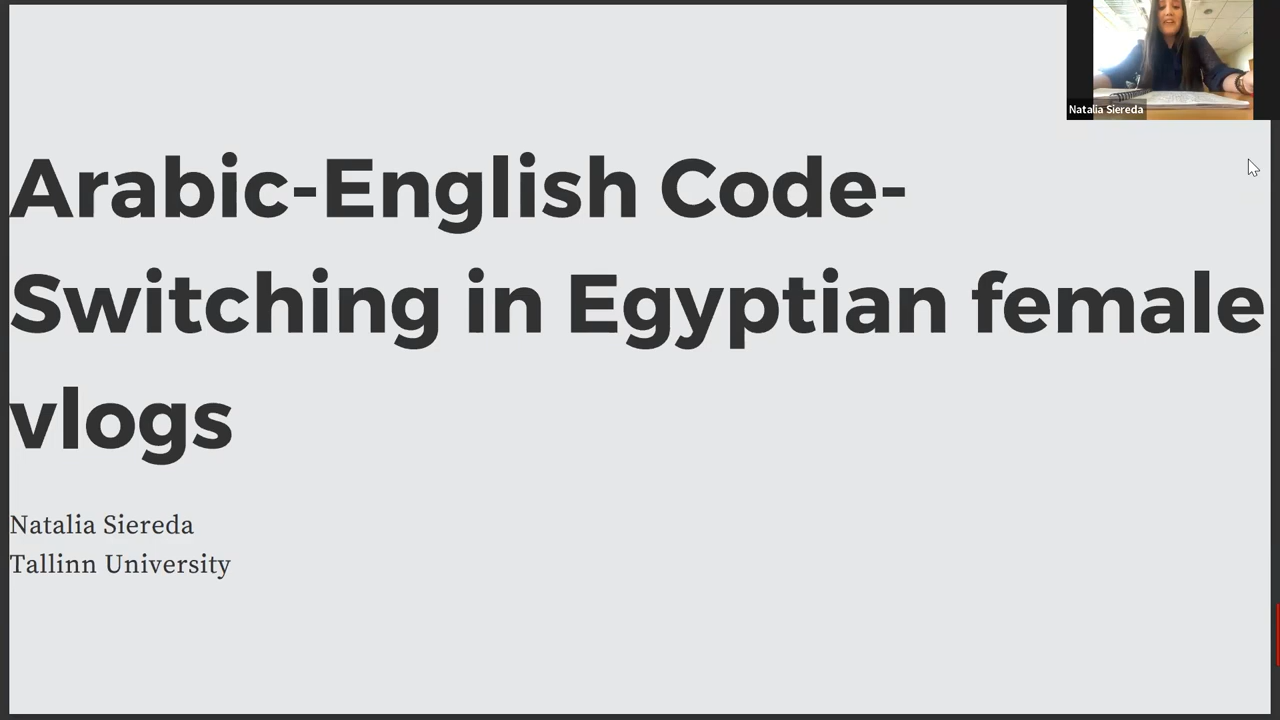 Natalia Siereda
Arabic-English Code-
Switching in Egyptian female
vlogs
Natalia Siereda
Tallinn University